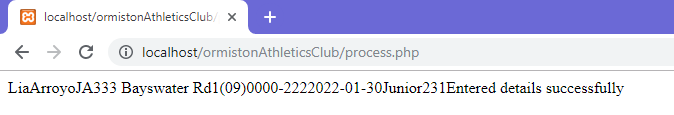 localhost/ormistonAthleticsClub/
localhost/ormistonAthleticsClub/process.php
LiaArroyoJA333 Bayswater Rd1(09)0000-2222022-01-30Junior231Entered details successfully